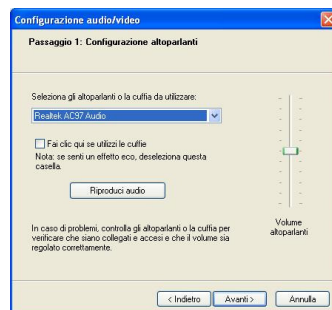 Configurazione audio/video
Passaggio 1: Configurazione altoparlanti
Seleziona gli altoparlanti o la cuffia da utilizzare:
Realtek AC97 Audio
Fai clic qui se utilizzi le cuffie
Nota: se senti un effetto eco, deseleziona questa
casella.
Riproduci audio
In caso di problemi, controlla gli altoparlanti o la cuffia per
verificare che siano collegati e accesi e che il volume sia
regolato correttamente.
Volume
altoparlanti
< Indietro
Avanti >
Annulla